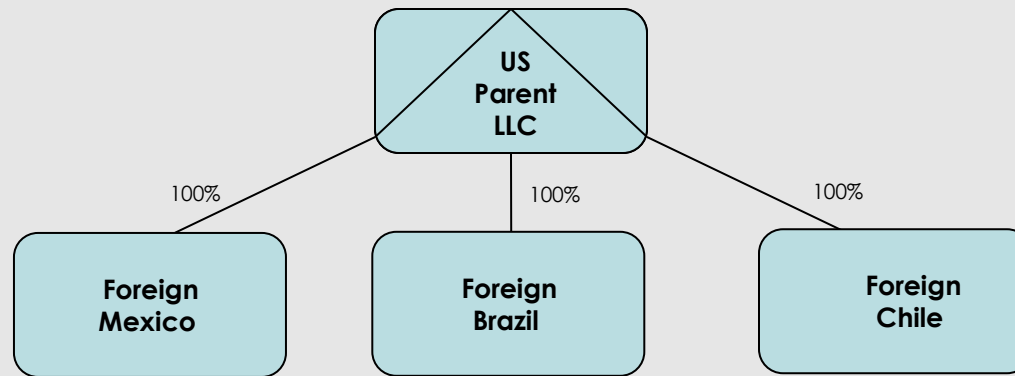 US
Parent
LLC
100%
100%
100%
Foreign
Mexico
Foreign
Brazil
Foreign
Chile